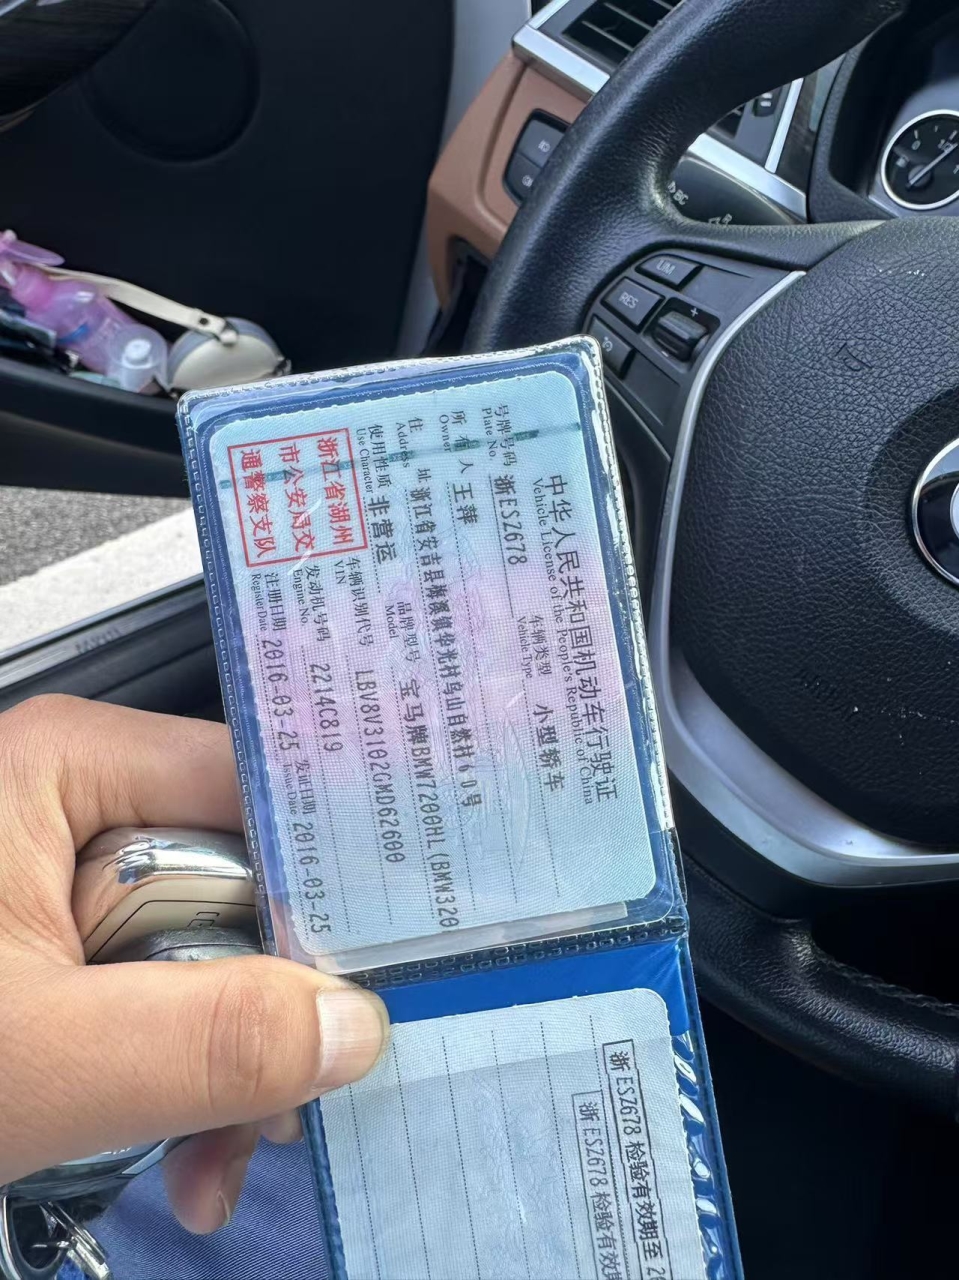 中华人民共和国机动车行驶证
Vehicle License of the People's Republic of China
号牌号码 浙ESZ678 车辆类型 小型轿车
Plate No. Vehicle Type
所有人 王萍
Owner
住址 浙江省安吉县梅溪镇华光村乌山自然村60号
Address
使用性质 非营运 品牌型号 宝马牌BMW7200HL(BMW320
Use Character Model
浙江省湖州
市公安局交
通警察支队
车辆识别代号 LBV8V3102GMD62600
VIN
发动机号码 2214C819
Engine No.
注册日期 2016-03-25 发证日期 2016-03-25
Register Date Issue Date
浙ESZ678 检验有效期至 2
浙ESZ678 检验有效
LIM
RES
+
BC
0